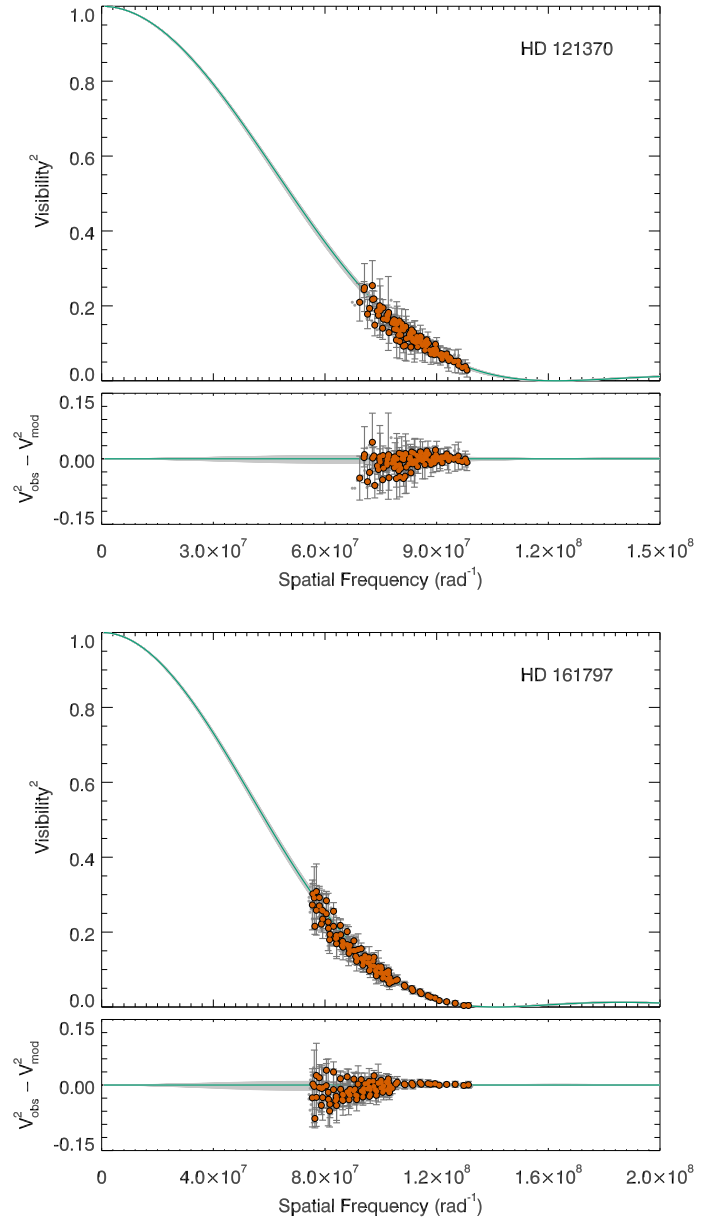 HD 121370
1.0
0.8
0.6
0.4
0.2
0.0
Visibility²
0.15
0.00
-0.15
V²obs − V²mod
0 3.0×10⁷ 6.0×10⁷ 9.0×10⁷ 1.2×10⁸ 1.5×10⁸
Spatial Frequency (rad⁻¹)
HD 161797
1.0
0.8
0.6
0.4
0.2
0.0
Visibility²
0.15
0.00
-0.15
V²obs − V²mod
0 4.0×10⁷ 8.0×10⁷ 1.2×10⁸ 1.6×10⁸ 2.0×10⁸
Spatial Frequency (rad⁻¹)